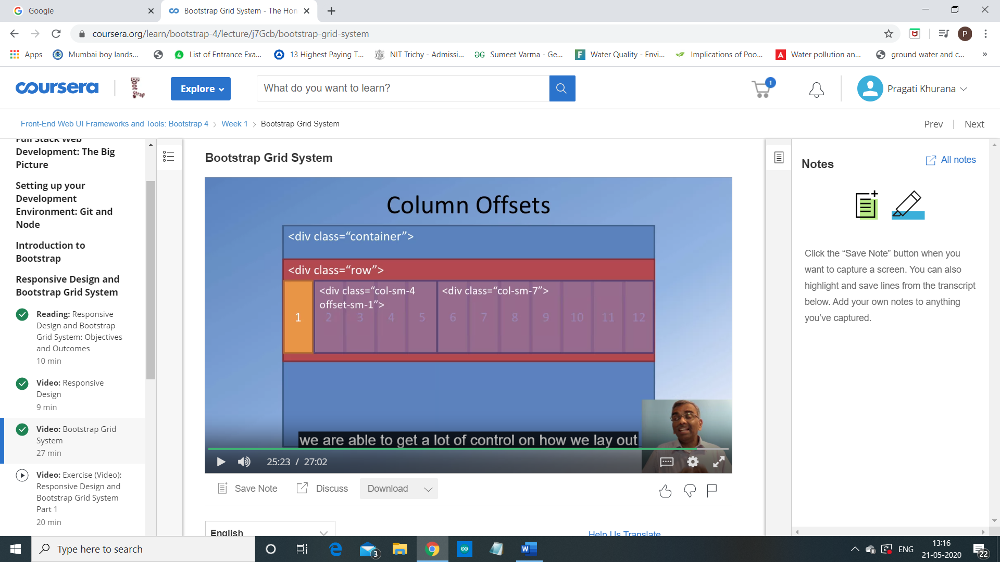 Google
Bootstrap Grid System - The Hon
coursera.org/learn/bootstrap-4/lecture/j7Gcb/bootstrap-grid-system
P
Apps
Mumbai boy lands...
List of Entrance Exa...
13 Highest Paying T...
NIT Trichy - Admissi...
Sumeet Varma - Ge...
Water Quality - Envi...
Implications of Poo...
Water pollution an...
ground water and c...
»
coursera
Bootstrap
Explore
What do you want to learn?
1
Pragati Khurana
Front-End Web UI Frameworks and Tools: Bootstrap 4 > Week 1 > Bootstrap Grid System
Prev | Next
Full Stack Web
Development: The Big
Picture
Setting up your
Development
Environment: Git and
Node
Introduction to
Bootstrap
Responsive Design and
Bootstrap Grid System
Reading: Responsive
Design and Bootstrap
Grid System: Objectives
and Outcomes
10 min
Video: Responsive
Design
9 min
Video: Bootstrap Grid
System
27 min
Video: Exercise (Video):
Responsive Design and
Bootstrap Grid System
Part 1
20 min
Bootstrap Grid System
Column Offsets
<div class=“container”>
<div class=“row”>
<div class=“col-sm-4
offset-sm-1”>
<div class=“col-sm-7”>
1 2 3 4 5 6 7 8 9 10 11 12
we are able to get a lot of control on how we lay out
25:23 / 27:02
Save Note
Discuss
Download
English
Help Us Translate
Notes
All notes
Click the “Save Note” button when you
want to capture a screen. You can also
highlight and save lines from the transcript
below. Add your own notes to anything
you’ve captured.
Type here to search
3
W
ENG
13:16
21-05-2020
22